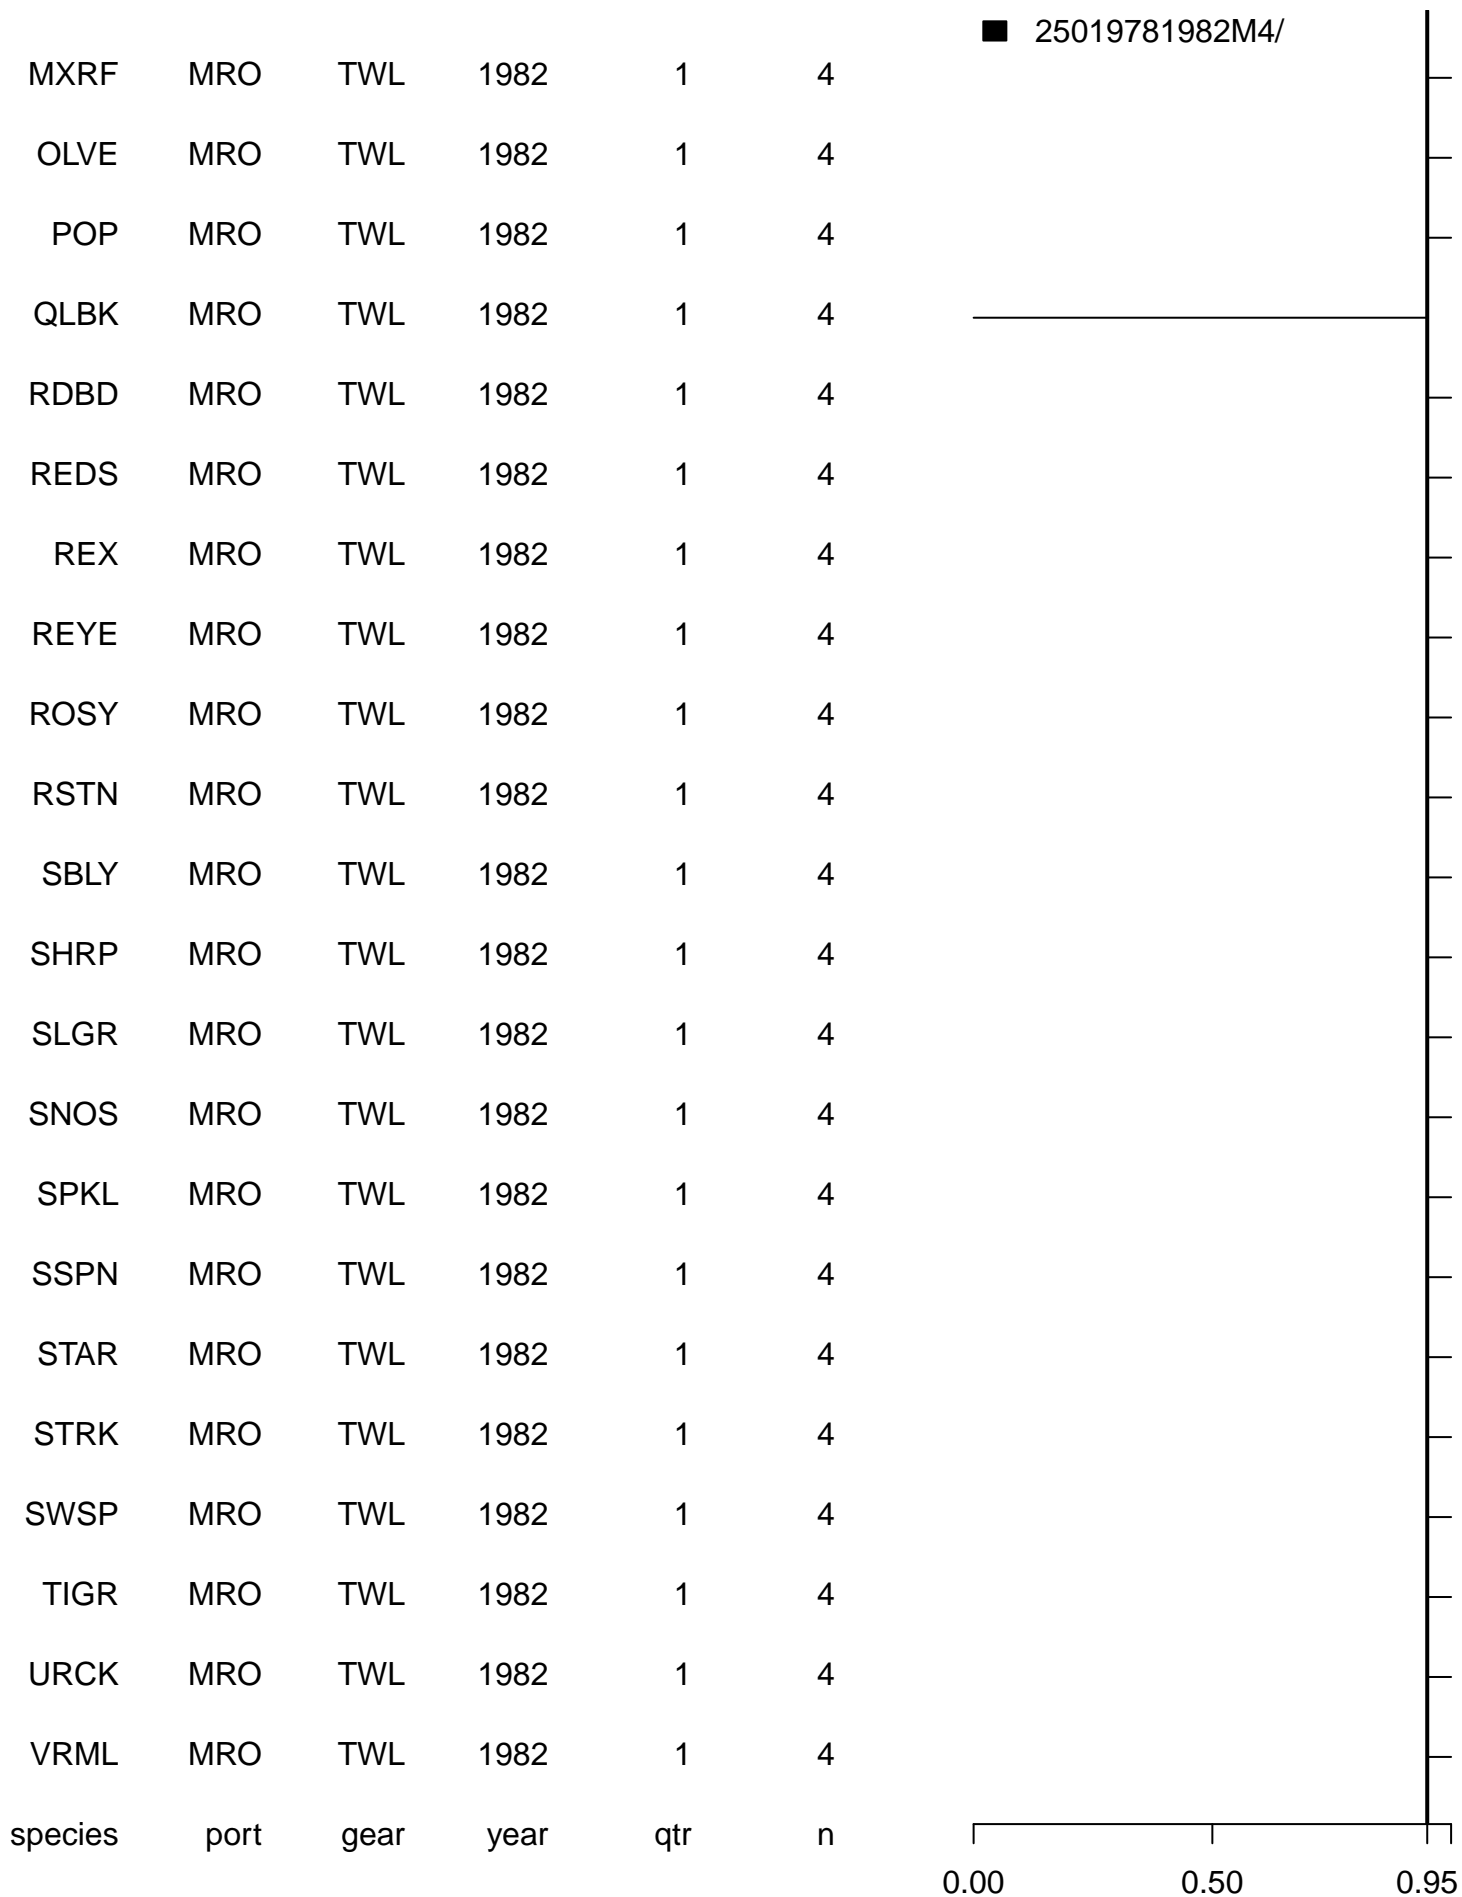 25019781982M4/
MXRF MRO TWL 1982 1 4
OLVE MRO TWL 1982 1 4
POP MRO TWL 1982 1 4
QLBK MRO TWL 1982 1 4
RDBD MRO TWL 1982 1 4
REDS MRO TWL 1982 1 4
REX MRO TWL 1982 1 4
REYE MRO TWL 1982 1 4
ROSY MRO TWL 1982 1 4
RSTN MRO TWL 1982 1 4
SBLY MRO TWL 1982 1 4
SHRP MRO TWL 1982 1 4
SLGR MRO TWL 1982 1 4
SNOS MRO TWL 1982 1 4
SPKL MRO TWL 1982 1 4
SSPN MRO TWL 1982 1 4
STAR MRO TWL 1982 1 4
STRK MRO TWL 1982 1 4
SWSP MRO TWL 1982 1 4
TIGR MRO TWL 1982 1 4
URCK MRO TWL 1982 1 4
VRML MRO TWL 1982 1 4
species port gear year qtr n
0.00 0.50 0.95